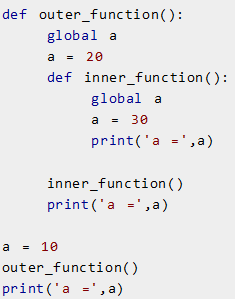 def outer_function():
    global a
    a = 20
    def inner_function():
        global a
        a = 30
        print('a =',a)

    inner_function()
    print('a =',a)

a = 10
outer_function()
print('a =',a)